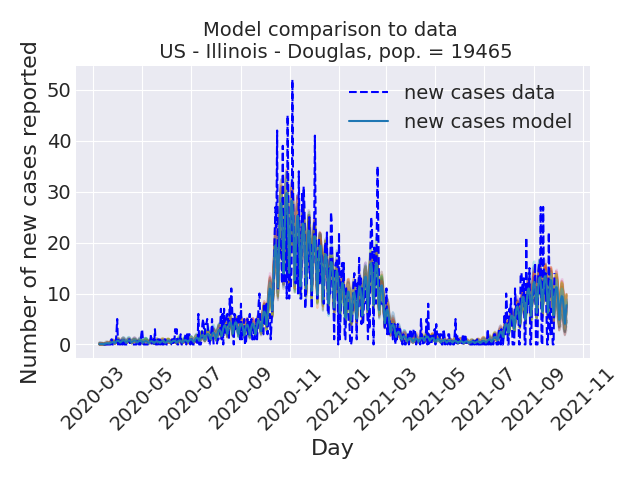 Model comparison to data
US - Illinois - Douglas, pop. = 19465
Number of new cases reported
50
40
30
20
10
0
new cases data
new cases model
2020-03
2020-05
2020-07
2020-09
2020-11
2021-01
2021-03
2021-05
2021-07
2021-09
2021-11
Day